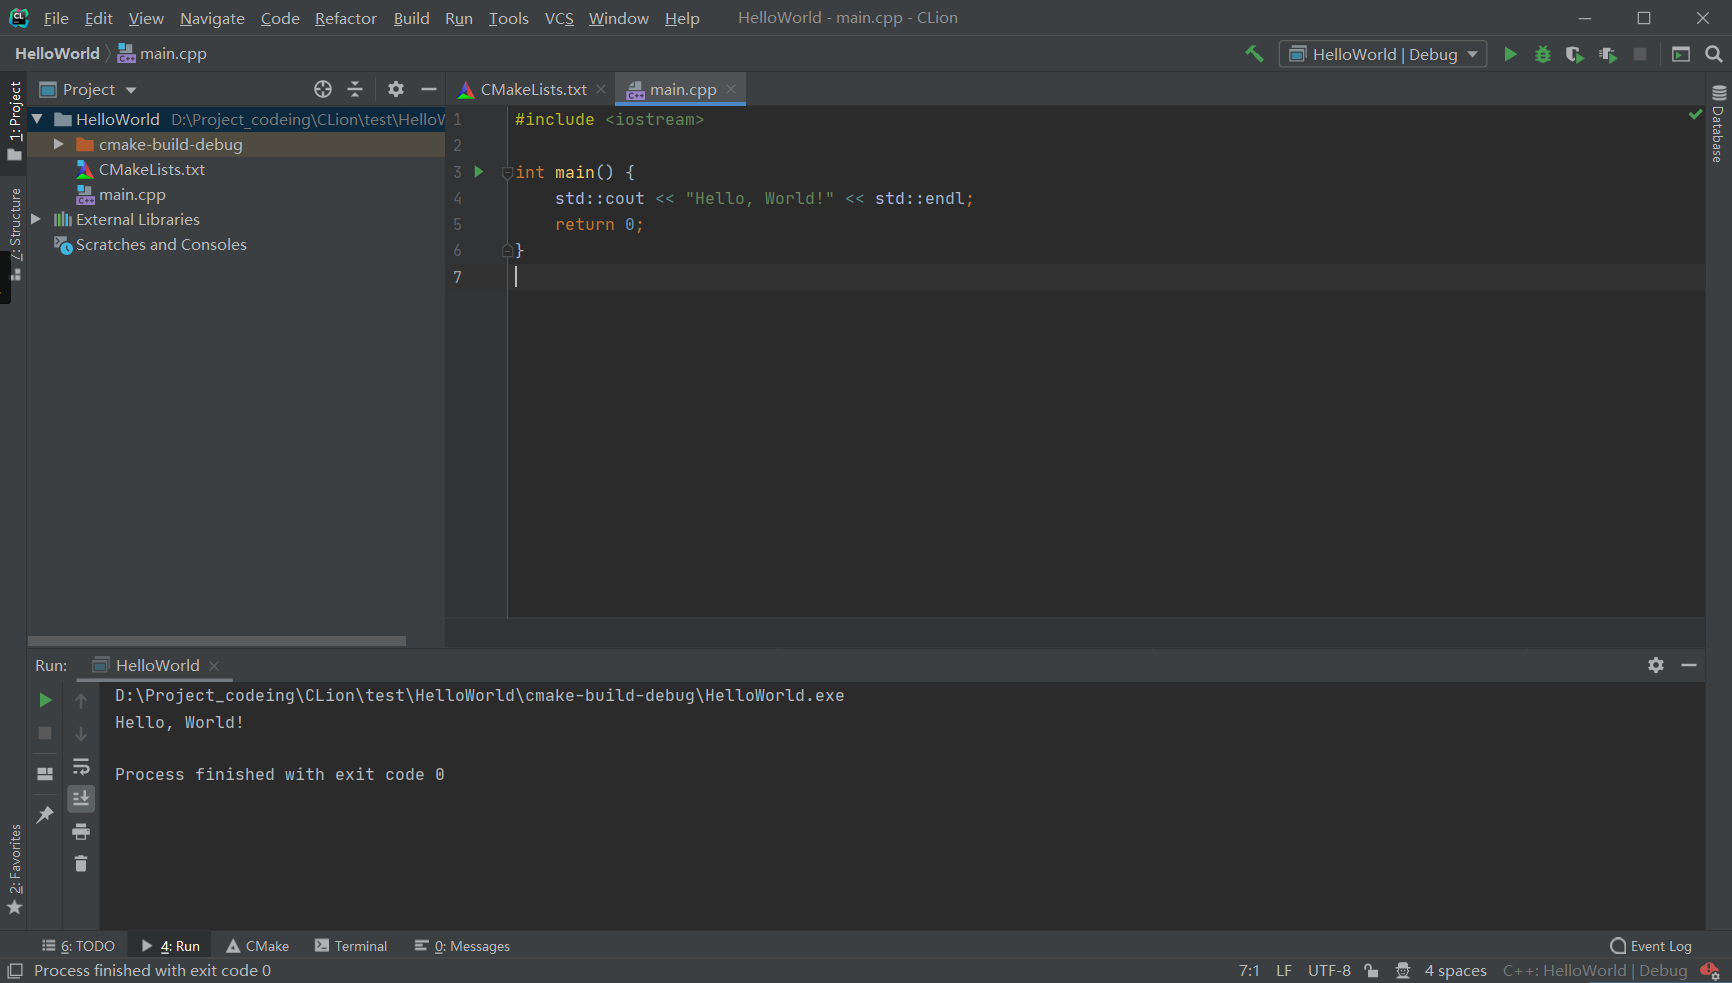 File Edit View Navigate Code Refactor Build Run Tools VCS Window Help HelloWorld - main.cpp - CLion
HelloWorld main.cpp
HelloWorld | Debug
1: Project
7: Structure
2: Favorites
Project
HelloWorld D:\Project_codeing\CLion\test\HelloW
cmake-build-debug
CMakeLists.txt
main.cpp
External Libraries
Scratches and Consoles
CMakeLists.txt main.cpp
1 #include <iostream>
2
3 int main() {
4 std::cout << "Hello, World!" << std::endl;
5 return 0;
6 }
7
Database
Run: HelloWorld
D:\Project_codeing\CLion\test\HelloWorld\cmake-build-debug\HelloWorld.exe
Hello, World!
Process finished with exit code 0
6: TODO 4: Run CMake Terminal 0: Messages Event Log
Process finished with exit code 0 7:1 LF UTF-8 4 spaces C++: HelloWorld | Debug